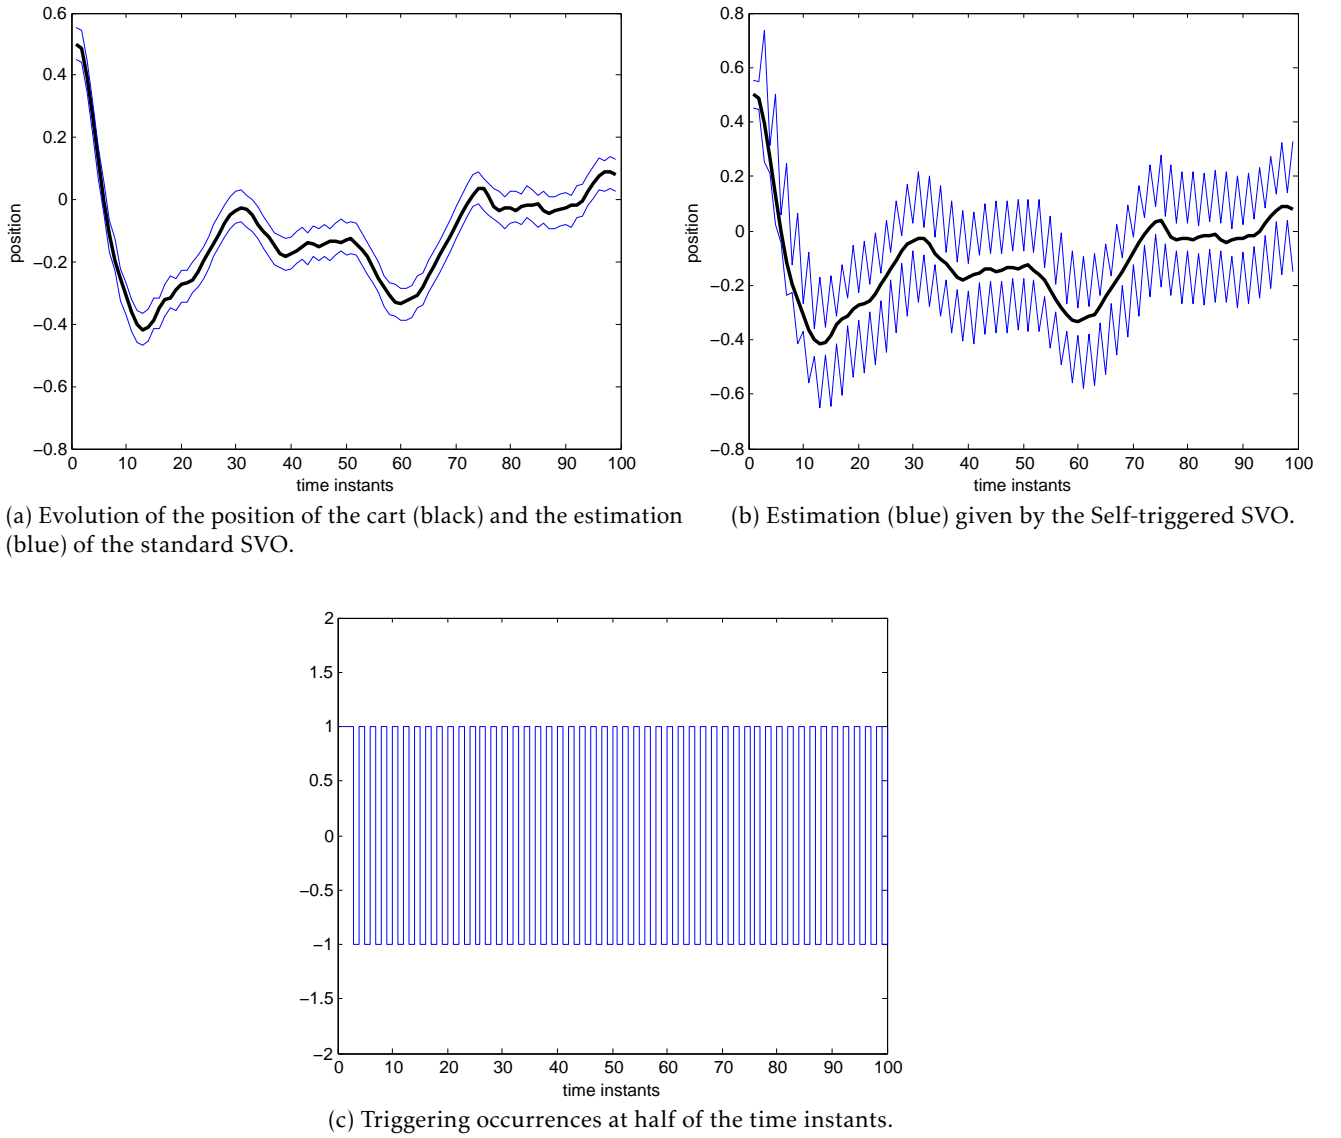 0.6
0.4
0.2
0
−0.2
−0.4
−0.6
−0.8
position
0 10 20 30 40 50 60 70 80 90 100
time instants
(a) Evolution of the position of the cart (black) and the estimation
(blue) of the standard SVO.
0.8
0.6
0.4
0.2
0
−0.2
−0.4
−0.6
−0.8
position
0 10 20 30 40 50 60 70 80 90 100
time instants
(b) Estimation (blue) given by the Self-triggered SVO.
2
1.5
1
0.5
0
−0.5
−1
−1.5
−2
0 10 20 30 40 50 60 70 80 90 100
time instants
(c) Triggering occurrences at half of the time instants.